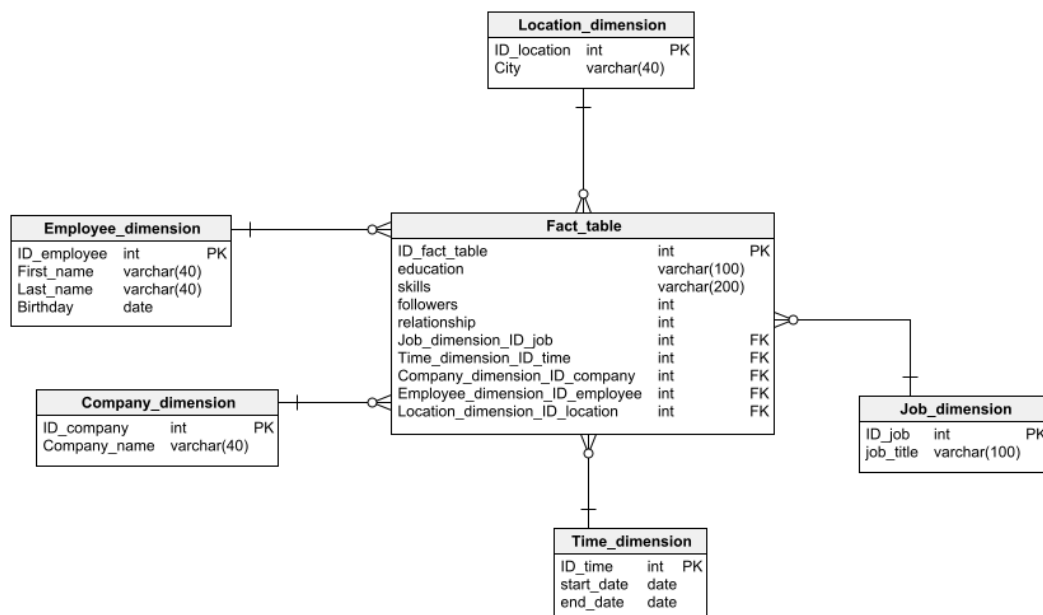 Location_dimension
ID_location int PK
City varchar(40)
Employee_dimension
ID_employee int PK
First_name varchar(40)
Last_name varchar(40)
Birthday date
Fact_table
ID_fact_table int PK
education varchar(100)
skills varchar(200)
followers int
relationship int
Job_dimension_ID_job int FK
Time_dimension_ID_time int FK
Company_dimension_ID_company int FK
Employee_dimension_ID_employee int FK
Location_dimension_ID_location int FK
Company_dimension
ID_company int PK
Company_name varchar(40)
Job_dimension
ID_job int PK
job_title varchar(100)
Time_dimension
ID_time int PK
start_date date
end_date date